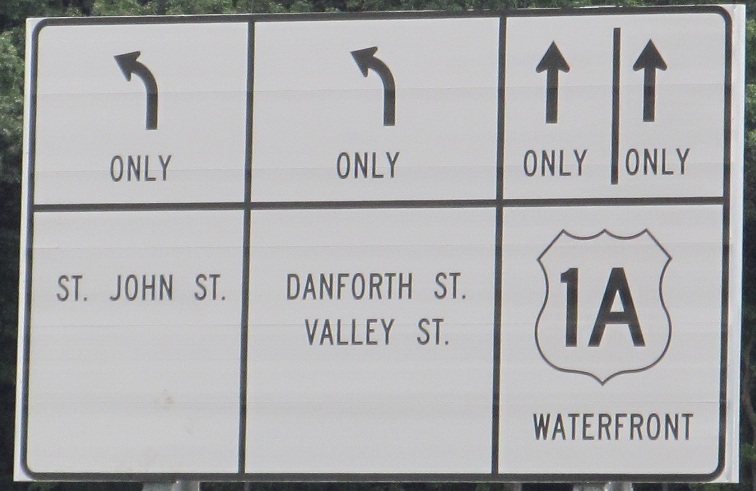 ONLY
ONLY
ONLY ONLY
ST. JOHN ST.
DANFORTH ST.
VALLEY ST.
1A
WATERFRONT